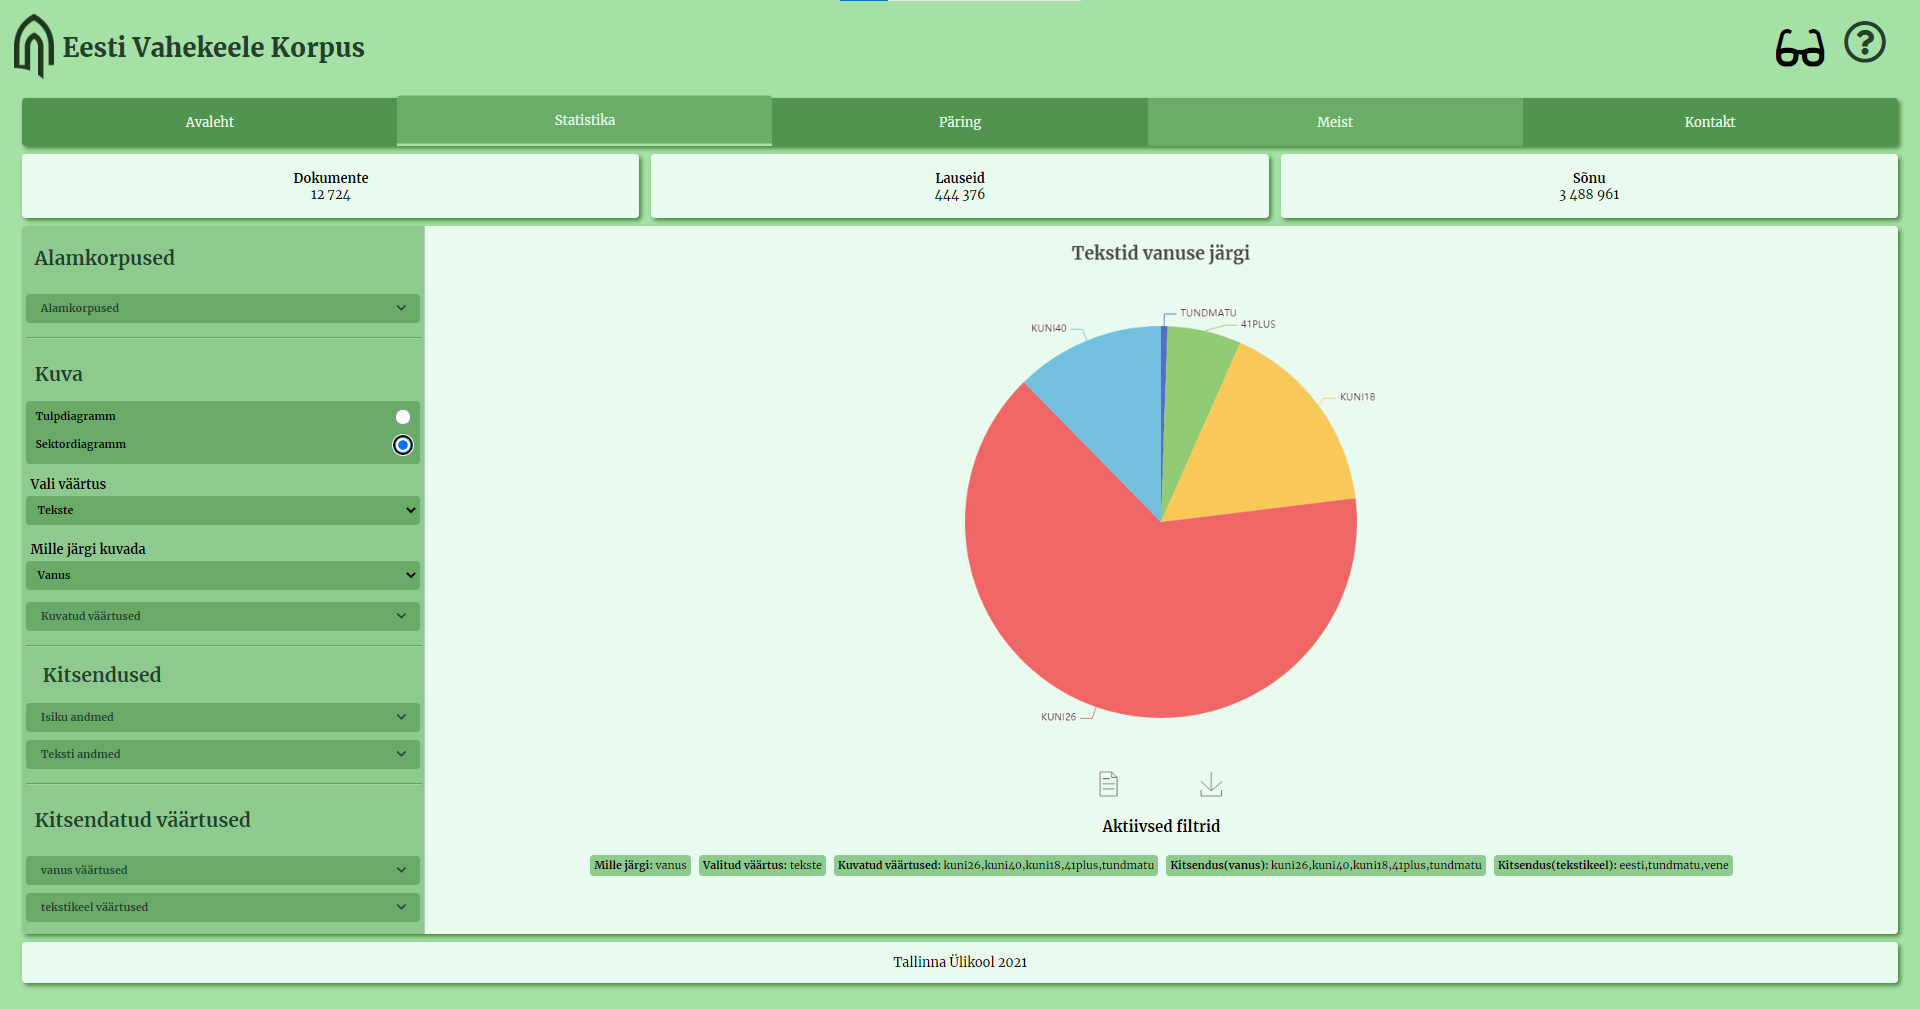 Eesti Vahekeele Korpus
?
Avaleht
Statistika
Päring
Meist
Kontakt
Dokumente
12 724
Lauseid
444 376
Sõnu
3 488 961
Alamkorpused
Alamkorpused
Kuva
Tulpdiagramm
Sektordiagramm
Vali väärtus
Tekste
Mille järgi kuvada
Vanus
Kuvatud väärtused
Kitsendused
Isiku andmed
Teksti andmed
Kitsendatud väärtused
vanus väärtused
tekstikeel väärtused
Tekstid vanuse järgi
TUNDMATU
41PLUS
KUNI40
KUNI18
KUNI26
Aktiivsed filtrid
Mille järgi: vanus
Valitud väärtus: tekste
Kuvatud väärtused: kuni26,kuni40,kuni18,41plus,tundmatu
Kitsendus(vanus): kuni26,kuni40,kuni18,41plus,tundmatu
Kitsendus(tekstikeel): eesti,tundmatu,vene
Tallinna Ülikool 2021